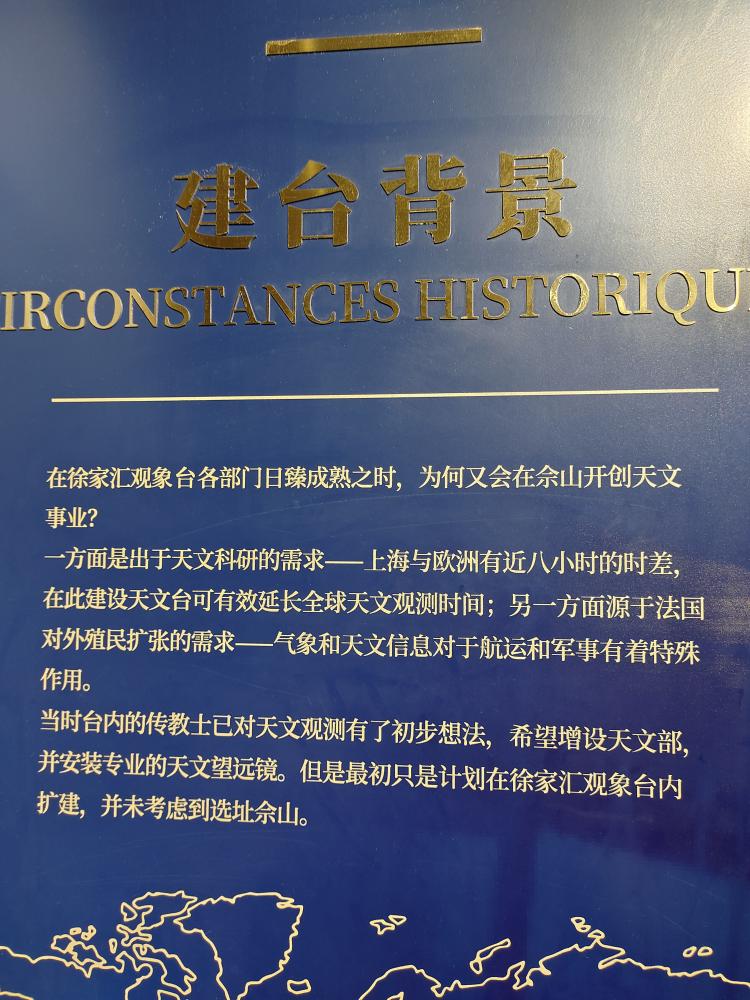 建台背景
IRCONSTANCES HISTORIQU
在徐家汇观象台各部门日臻成熟之时，为何又会在佘山开创天文
事业？
一方面是出于天文科研的需求——上海与欧洲有近八小时的时差，
在此建设天文台可有效延长全球天文观测时间；另一方面源于法国
对外殖民扩张的需求——气象和天文信息对于航运和军事有着特殊
作用。
当时台内的传教士已对天文观测有了初步想法，希望增设天文部，
并安装专业的天文望远镜。但是最初只是计划在徐家汇观象台内
扩建，并未考虑到选址佘山。